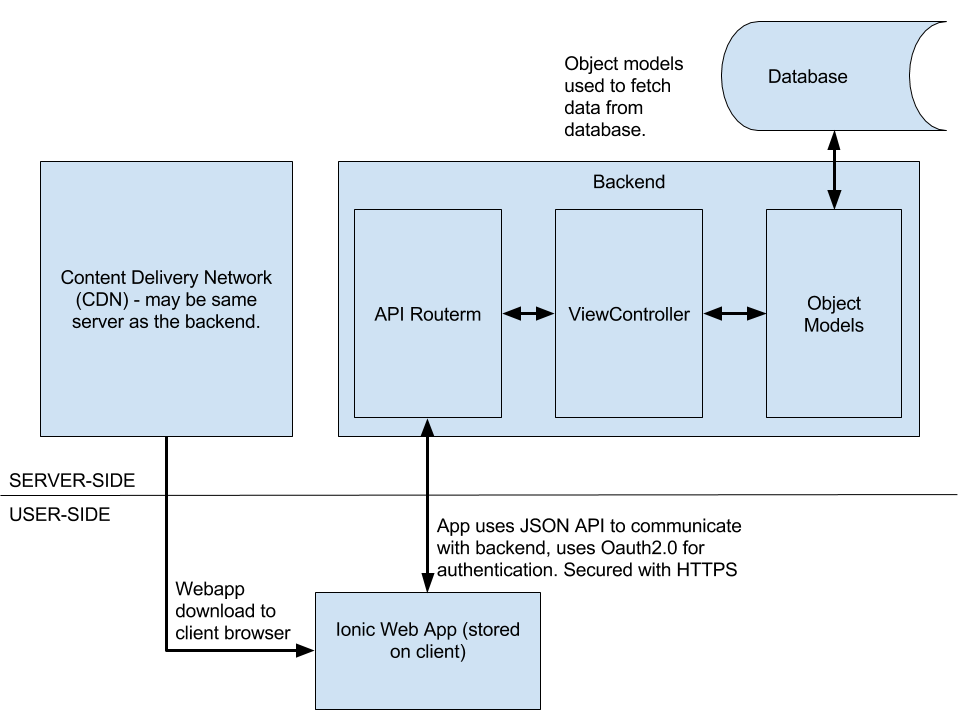 Object models
used to fetch
data from
database.
Database
Backend
Content Delivery Network
(CDN) - may be same
server as the backend.
API Routerm
ViewController
Object
Models
SERVER-SIDE
USER-SIDE
App uses JSON API to communicate
with backend, uses Oauth2.0 for
authentication. Secured with HTTPS
Webapp
download to
client browser
Ionic Web App (stored
on client)